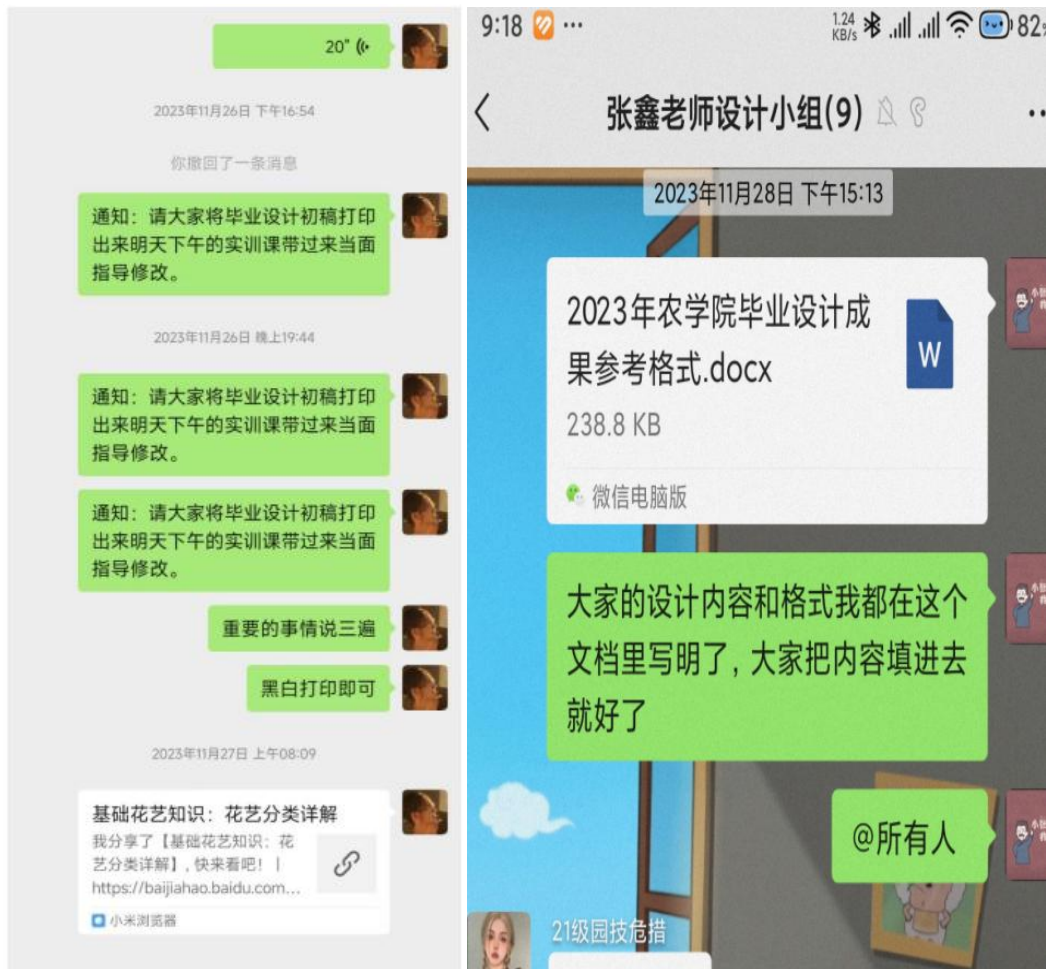 20"
2023年11月26日 下午16:54
你撤回了一条消息
通知：请大家将毕业设计初稿打印
出来明天下午的实训课带过来当面
指导修改。
2023年11月26日 晚上19:44
通知：请大家将毕业设计初稿打印
出来明天下午的实训课带过来当面
指导修改。
通知：请大家将毕业设计初稿打印
出来明天下午的实训课带过来当面
指导修改。
重要的事情说三遍
黑白打印即可
2023年11月27日 上午08:09
基础花艺知识：花艺分类详解
我分享了【基础花艺知识：花
艺分类详解】, 快来看吧！ |
https://baijiahao.baidu.com...
小米浏览器
9:18 ...
1.24
KB/s
82
张鑫老师设计小组(9)
2023年11月28日 下午15:13
2023年农学院毕业设计成
果参考格式.docx
W
238.8 KB
微信电脑版
大家的设计内容和格式我都在这个
文档里写明了, 大家把内容填进去
就好了
@所有人
21级园技危措